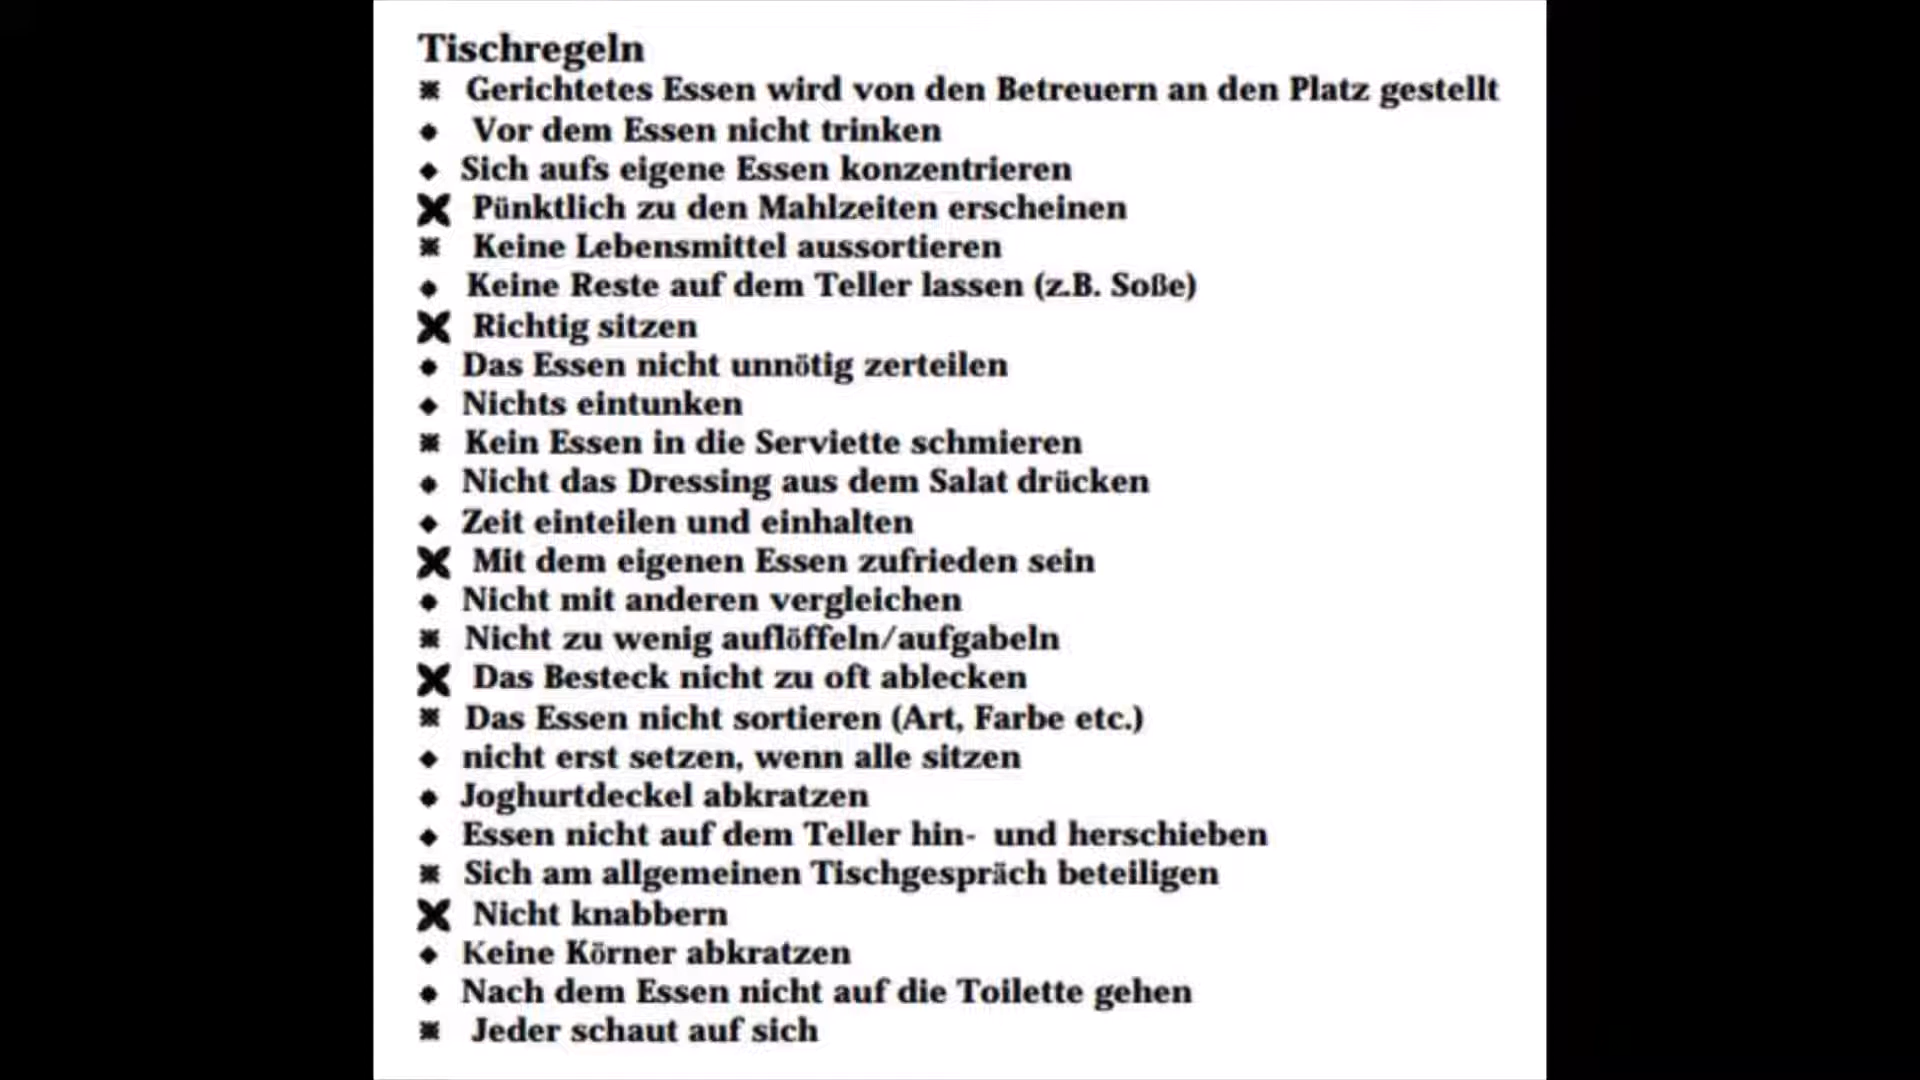 Tischregeln
Gerichtetes Essen wird von den Betreuern an den Platz gestellt
Vor dem Essen nicht trinken
Sich aufs eigene Essen konzentrieren
Pünktlich zu den Mahlzeiten erscheinen
Keine Lebensmittel aussortieren
Keine Reste auf dem Teller lassen (z.B. Soße)
Richtig sitzen
Das Essen nicht unnötig zerteilen
Nichts eintunken
Kein Essen in die Serviette schmieren
Nicht das Dressing aus dem Salat drücken
Zeit einteilen und einhalten
Mit dem eigenen Essen zufrieden sein
Nicht mit anderen vergleichen
Nicht zu wenig auflöffeln/aufgabeln
Das Besteck nicht zu oft ablecken
Das Essen nicht sortieren (Art, Farbe etc.)
nicht erst setzen, wenn alle sitzen
Joghurtdeckel abkratzen
Essen nicht auf dem Teller hin- und herschieben
Sich am allgemeinen Tischgespräch beteiligen
Nicht knabbern
Keine Körner abkratzen
Nach dem Essen nicht auf die Toilette gehen
Jeder schaut auf sich